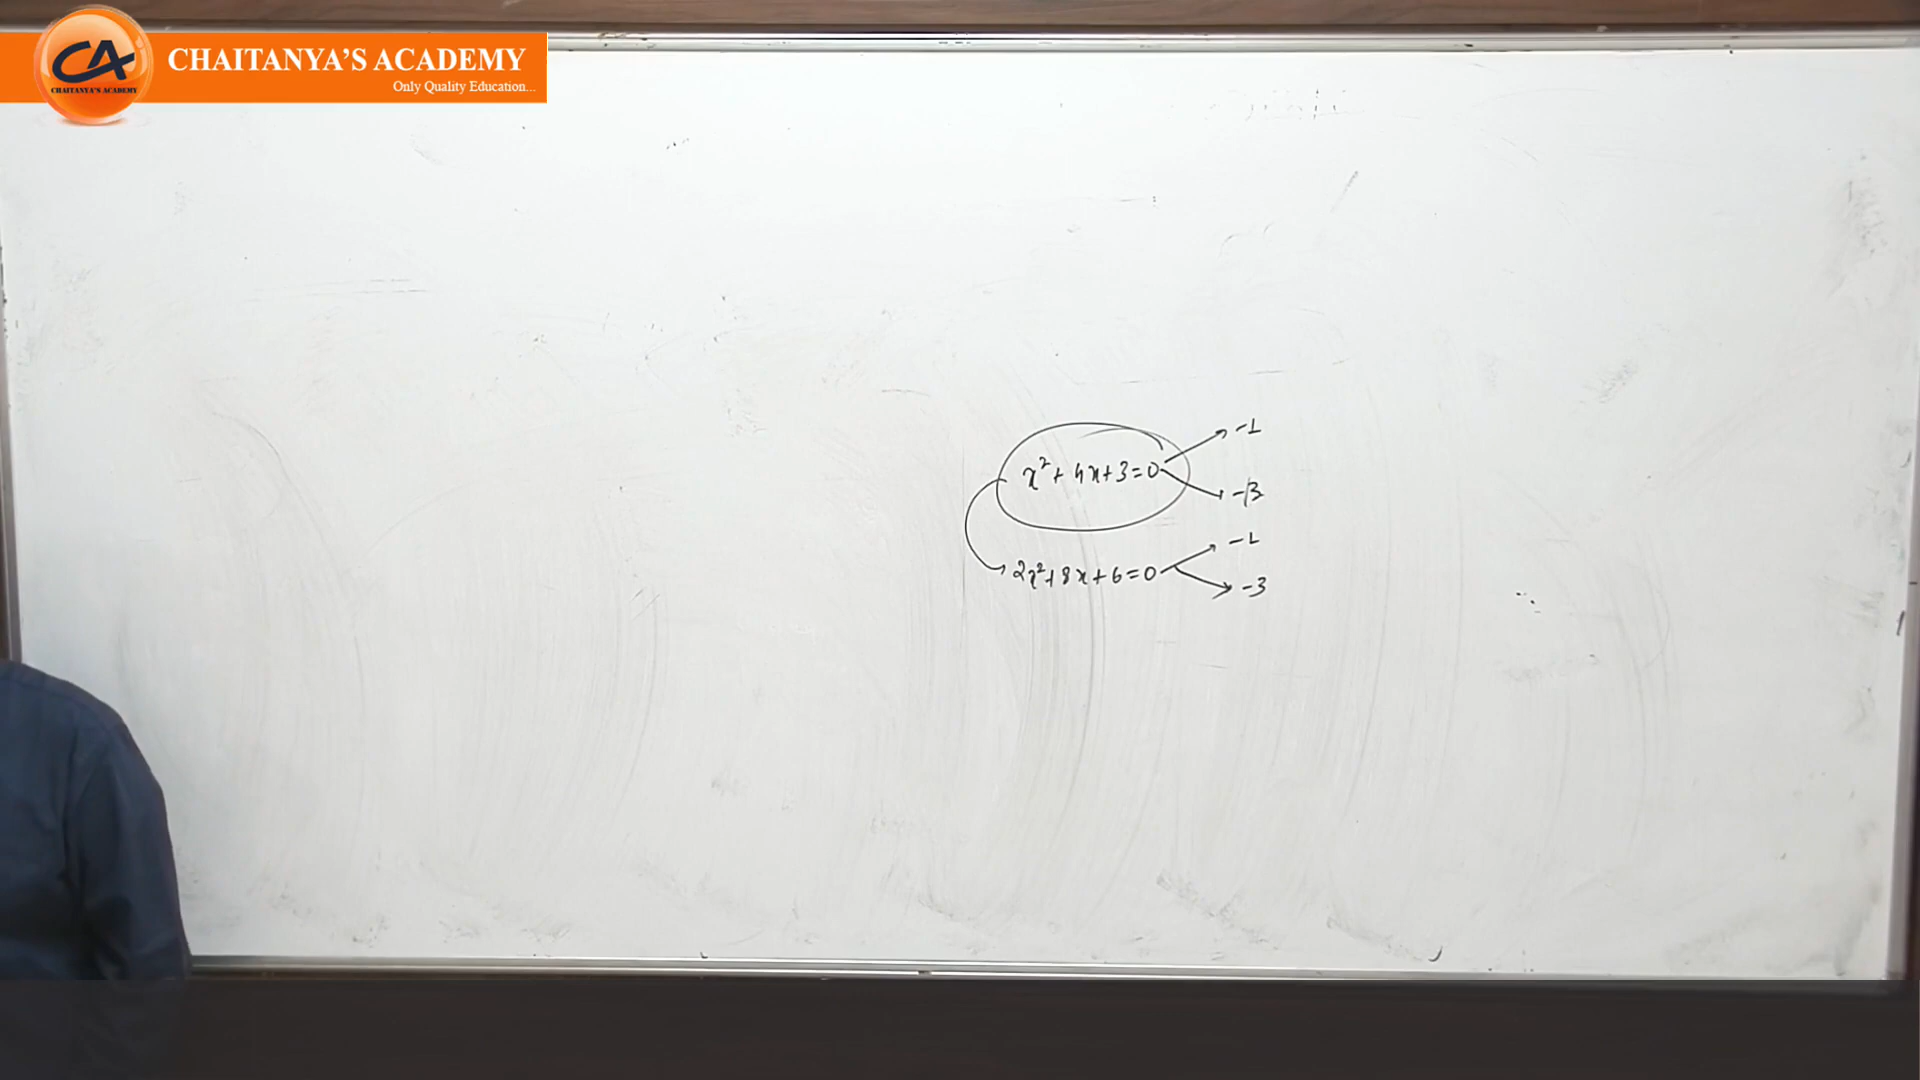 CA
CHAITANYA'S ACADEMY
CHAITANYA'S ACADEMY
Only Quality Education...
-1
x²+4x+3=0
-3
-1
2x²+8x+6=0
-3